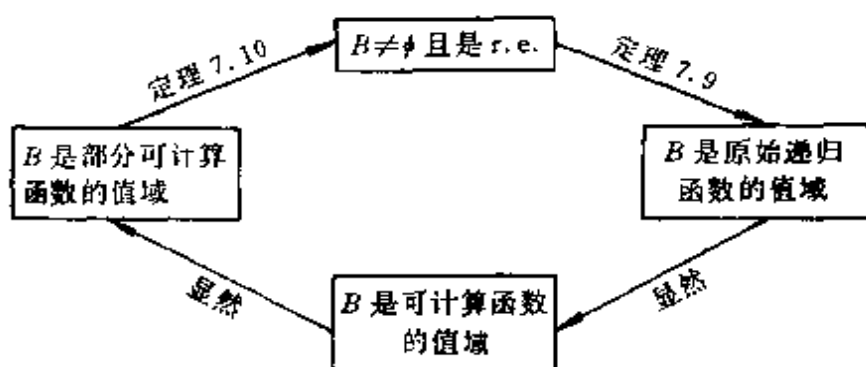 B≠ϕ且是 r.e.
定理 7.10
定理 7.9
B 是部分可计算
函数的值域
B 是原始递归
函数的值域
显然
显然
B 是可计算函数
的值域